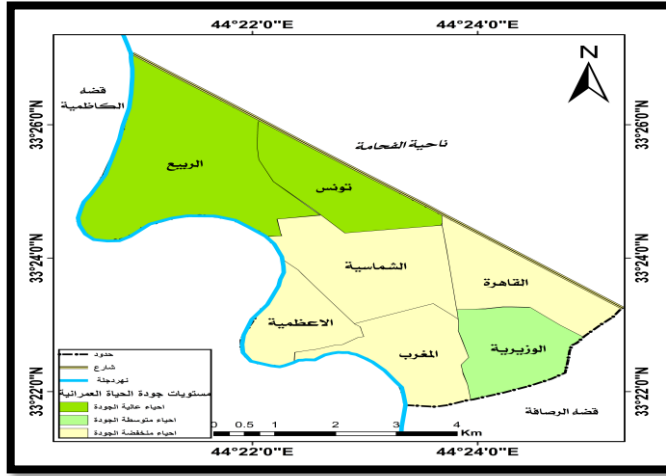 44°22'0"E
44°24'0"E
N
قضاء
الكاظمية
33°26'0"N
33°26'0"N
ناحية الفحامة
الربيع
تونس
33°24'0"N
33°24'0"N
الشماسية
القاهرة
الاعظمية
المغرب
الوزيرية
حدود
شارع
نهر دجلة
مستويات جودة الحياة العمرانية
احياء عالية الجودة
احياء متوسطة الجودة
احياء منخفضة الجودة
33°22'0"N
33°22'0"N
قضاء الرصافة
0 0.5 1 2 3 4
Km
44°22'0"E
44°24'0"E